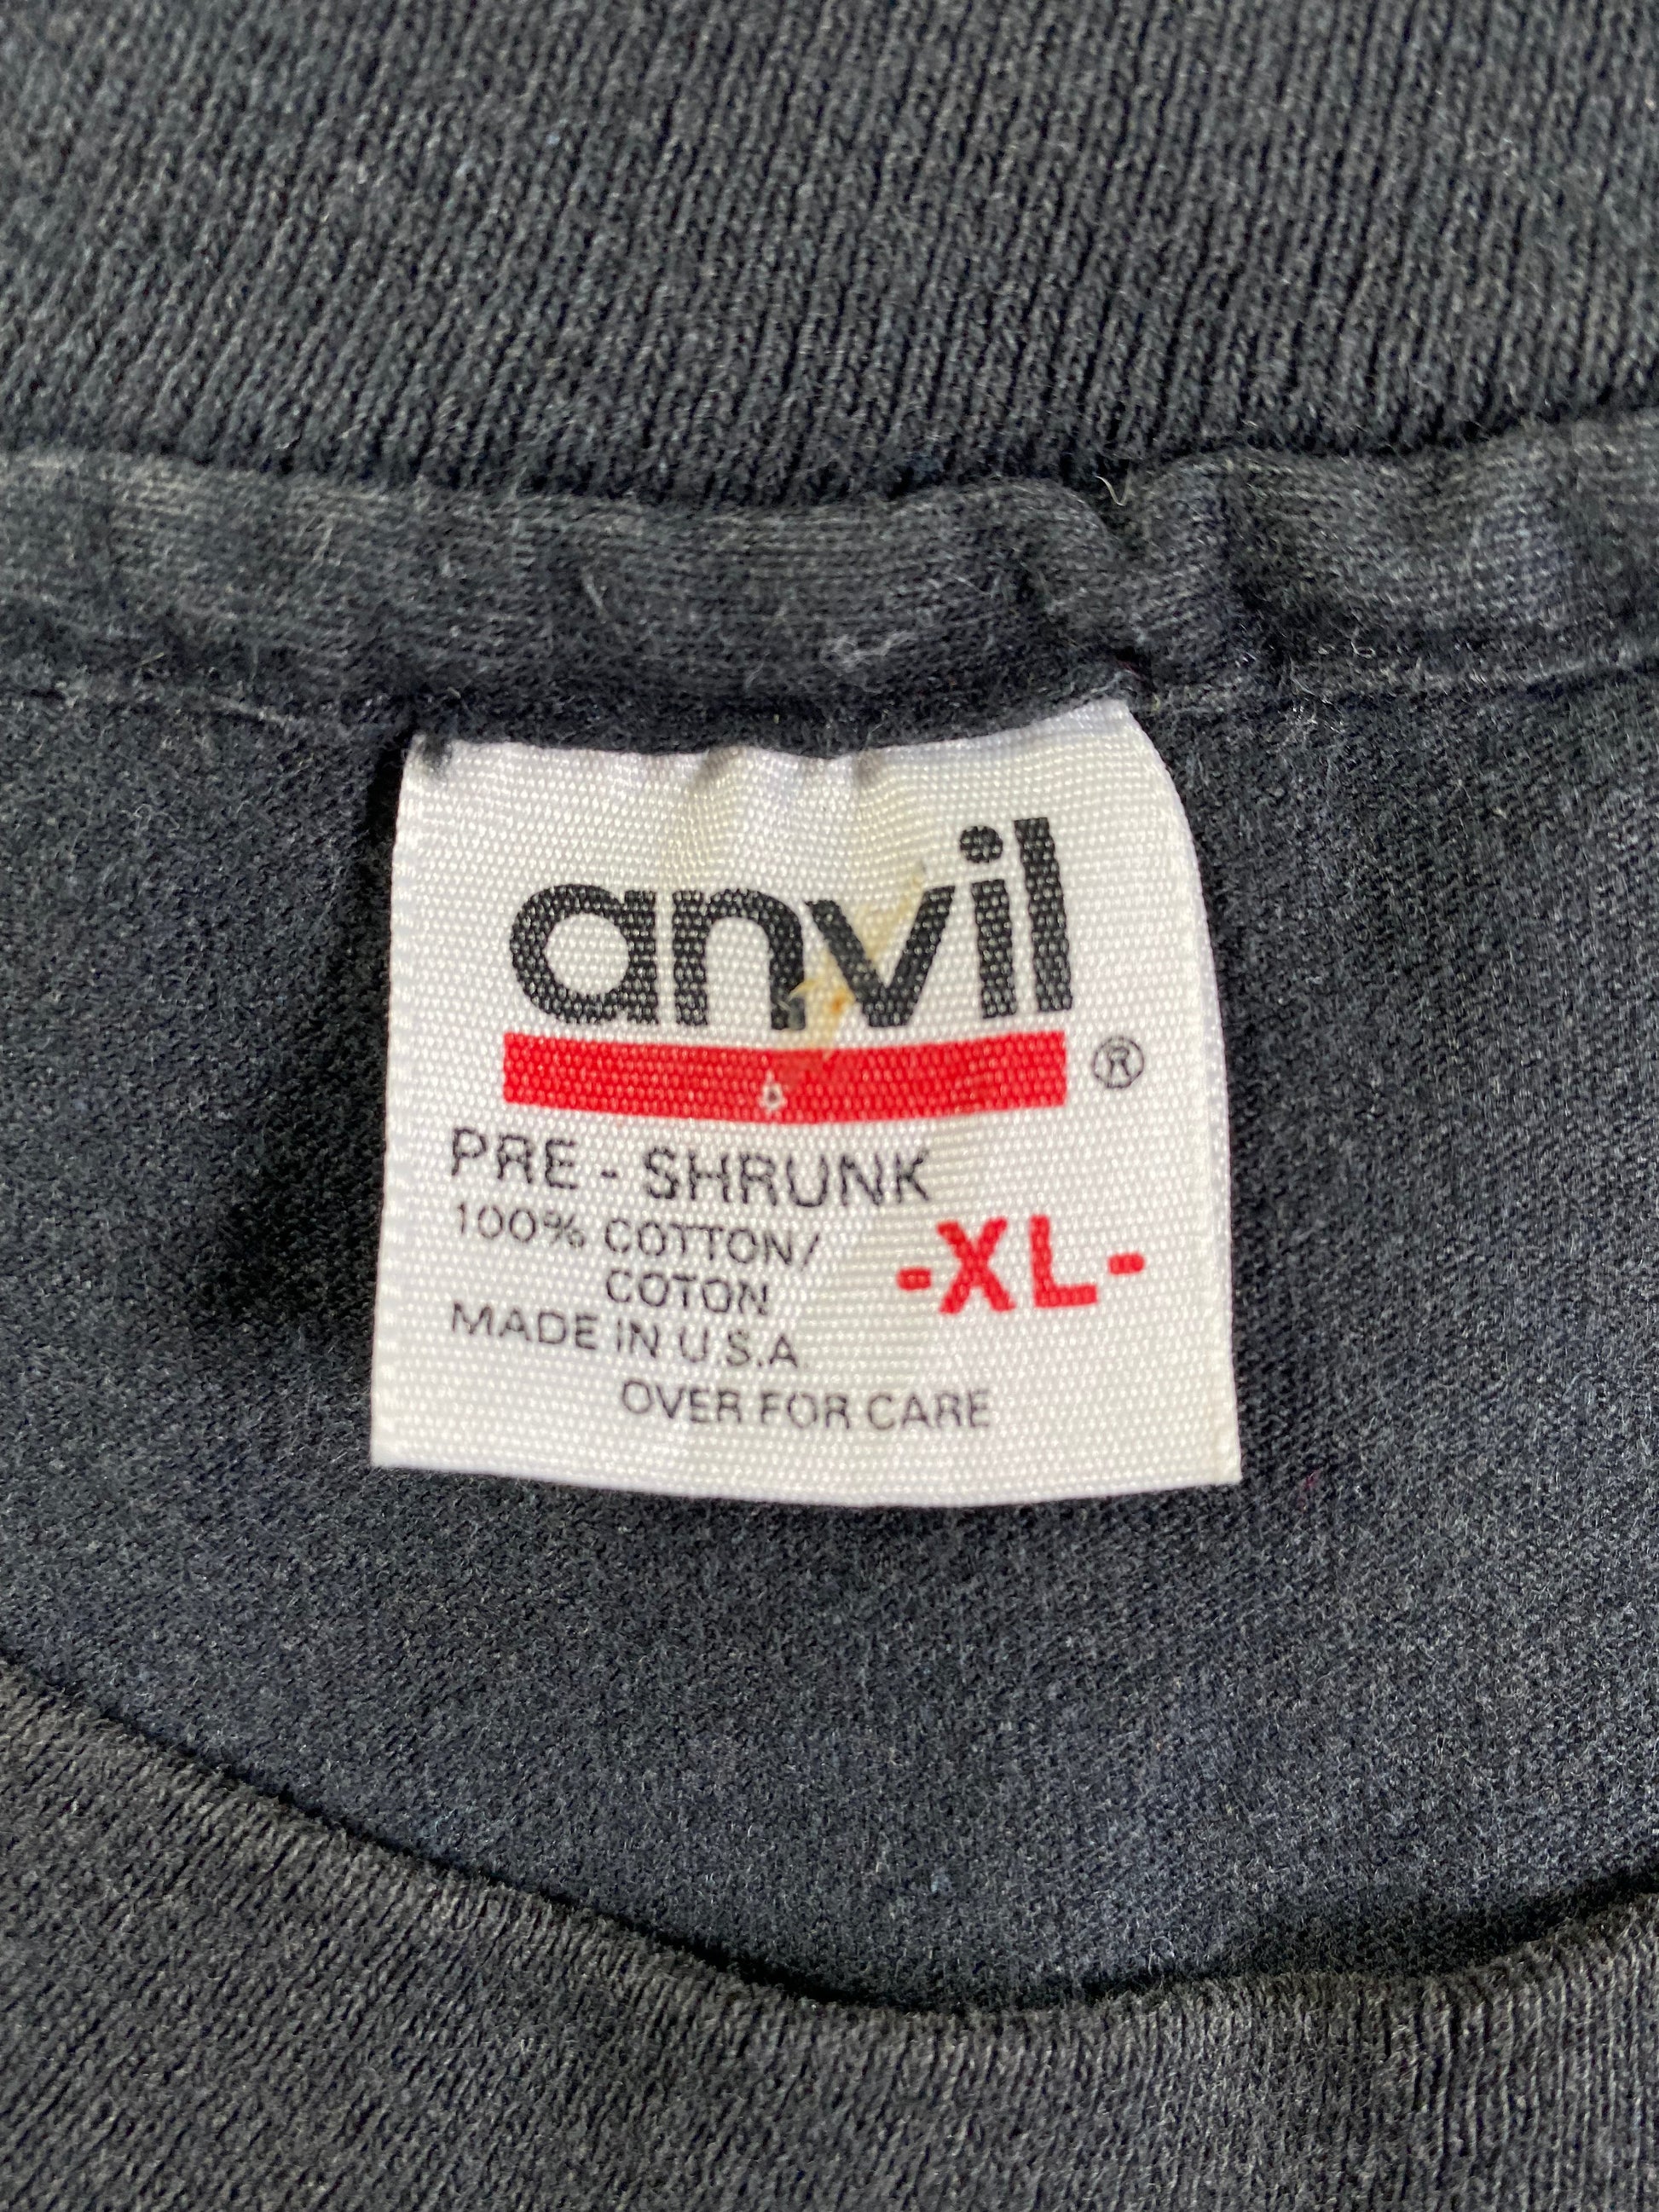 anvil
®
PRE - SHRUNK
100% COTTON/
COTON
-XL-
MADE IN U.S.A
OVER FOR CARE